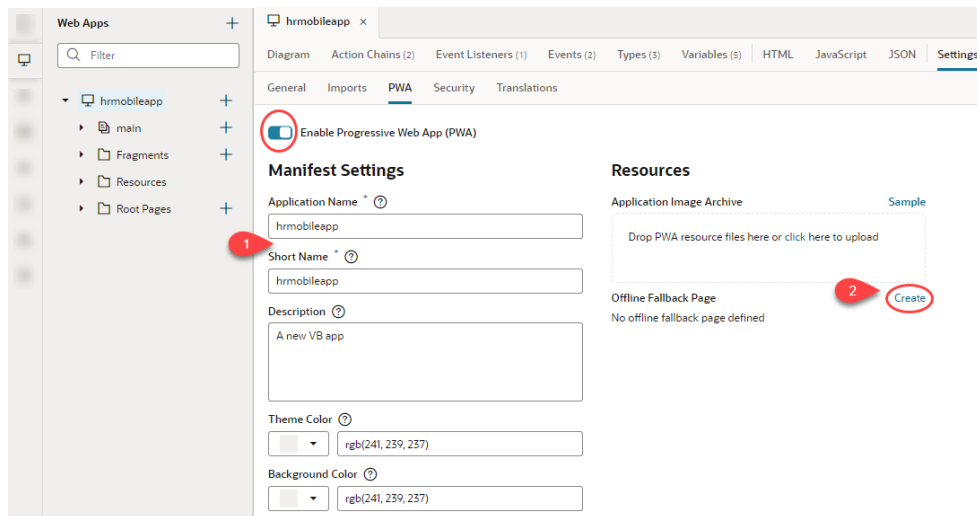 Web Apps
Filter
hrmobileapp
main
Fragments
Resources
Root Pages
hrmobileapp ×
Diagram Action Chains (2) Event Listeners (1) Events (2) Types (3) Variables (5) HTML JavaScript JSON Settings
General Imports PWA Security Translations
Enable Progressive Web App (PWA)
Manifest Settings
Application Name * ?
hrmobileapp
1
Short Name * ?
hrmobileapp
Description ?
A new VB app
Theme Color ?
rgb(241, 239, 237)
Background Color ?
rgb(241, 239, 237)
Resources
Application Image Archive Sample
Drop PWA resource files here or click here to upload
2
Offline Fallback Page Create
No offline fallback page defined